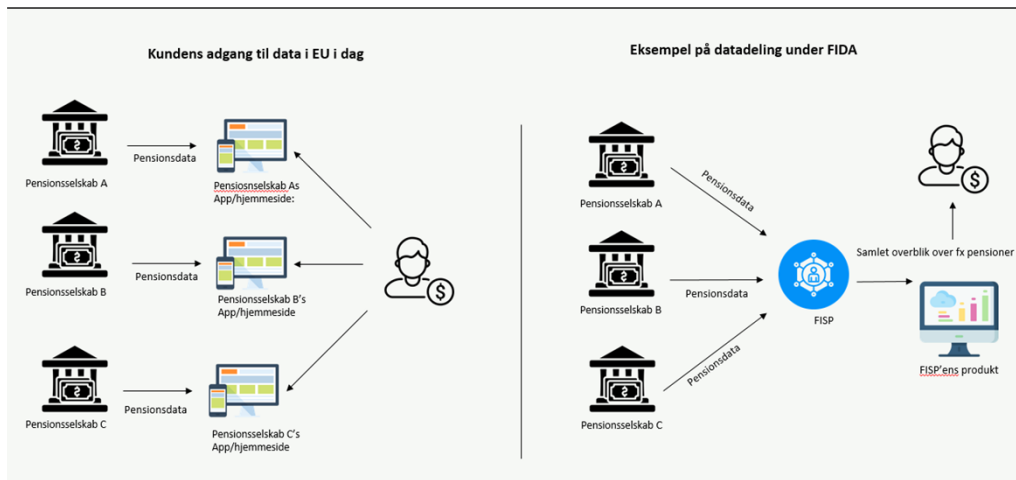 Kundens adgang til data i EU i dag
Pensionsdata
Pensionsselskab A
Pensiosnselskab As
App/hjemmeside:
Pensionsdata
Pensionsselskab B
Pensionsselskab B's
App/hjemmeside
Pensionsdata
Pensionsselskab C
Pensionsselskab C's
App/hjemmeside
Eksempel på datadeling under FIDA
Pensionsselskab A
Pensionsdata
Pensionsselskab B
Pensionsdata
Pensionsselskab C
Pensionsdata
FISP
Samlet overblik over fx pensioner
FISP'ens produkt